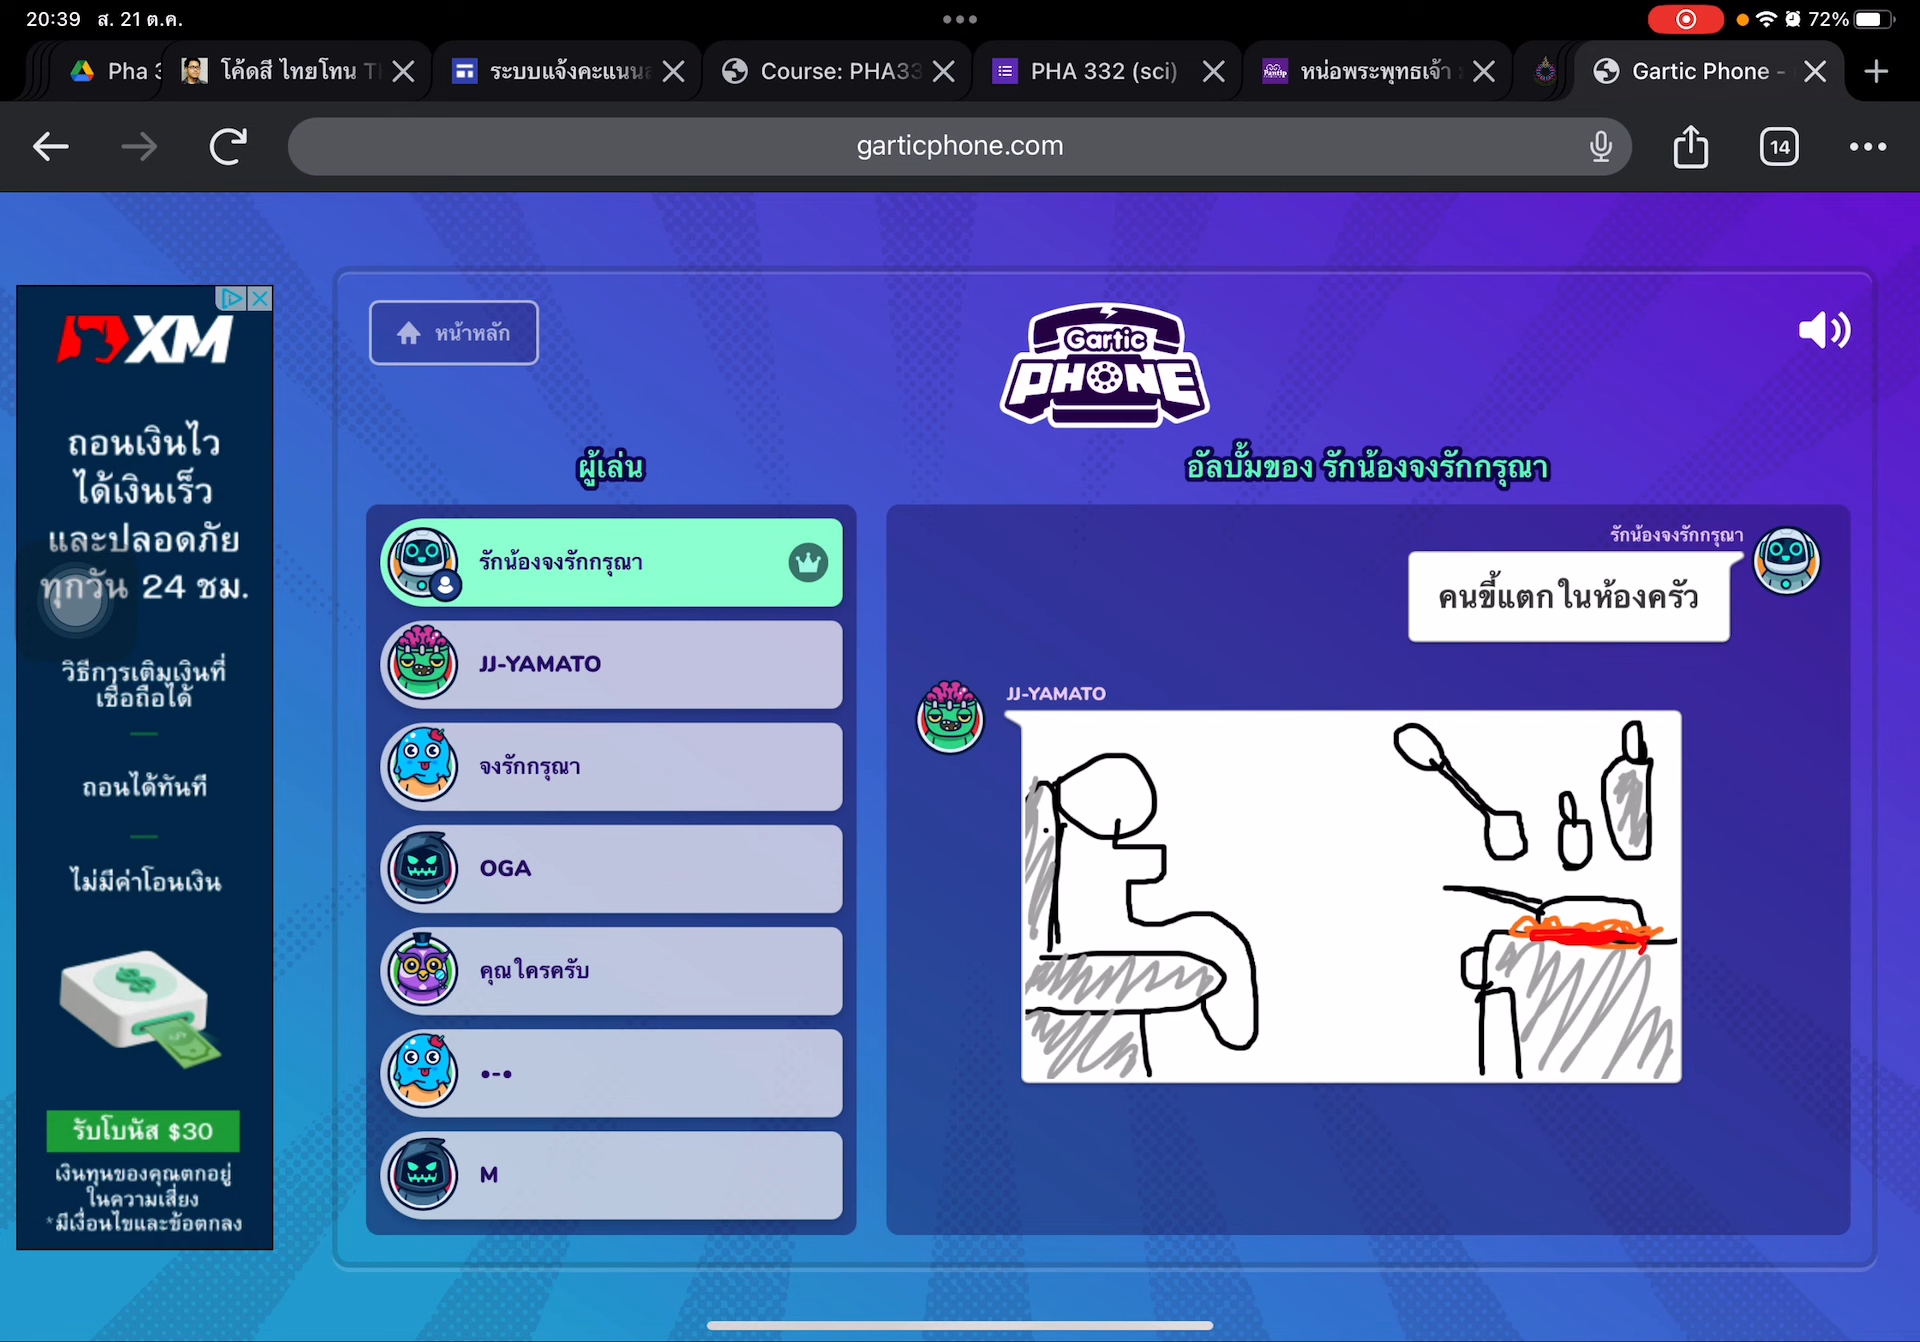 20:39 ส. 21 ต.ค.
72%
Pha 3
โค้ดสี ไทยโทน T
ระบบแจ้งคะแนนส
Course: PHA33
PHA 332 (sci)
หน่อพระพุทธเจ้า
Gartic Phone -
garticphone.com
14
XM
ถอนเงินไว
ได้เงินเร็ว
และปลอดภัย
ทุกวัน 24 ชม.
วิธีการเติมเงินที่
เชื่อถือได้
ถอนได้ทันที
ไม่มีค่าโอนเงิน
รับโบนัส $30
เงินทุนของคุณตกอยู่
ในความเสี่ยง
*มีเงื่อนไขและข้อตกลง
หน้าหลัก
Gartic
PHONE
ผู้เล่น
รักน้องจงรักกรุณา
JJ-YAMATO
จงรักกรุณา
OGA
คุณใครครับ
•-•
M
อัลบั้มของ รักน้องจงรักกรุณา
รักน้องจงรักกรุณา
คนขี้แตกในห้องครัว
JJ-YAMATO